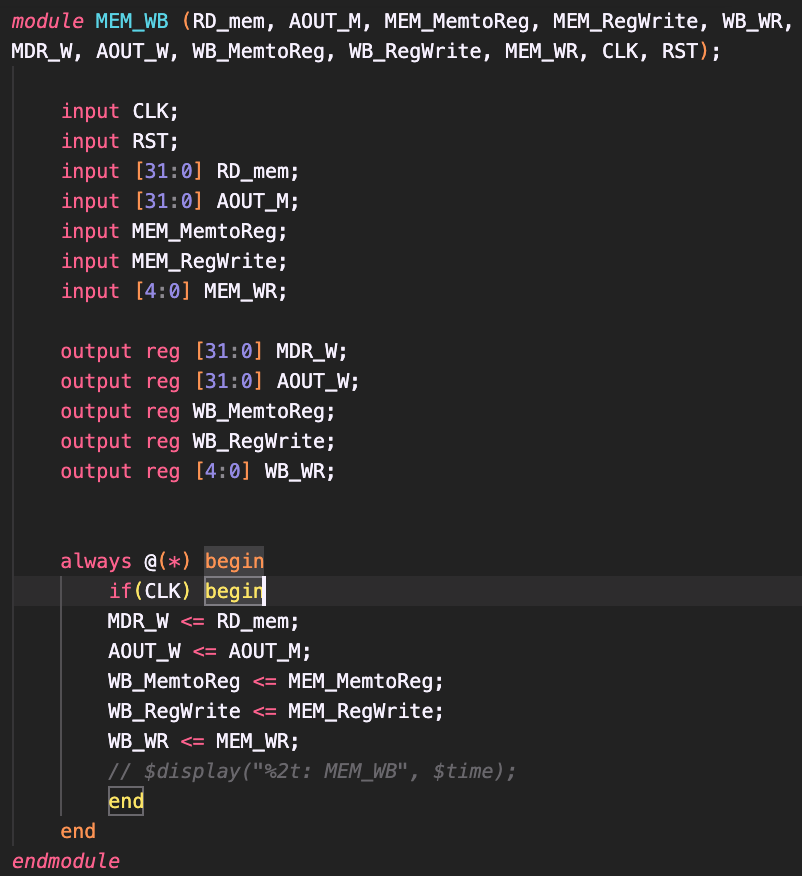 module MEM_WB (RD_mem, AOUT_M, MEM_MemtoReg, MEM_RegWrite, WB_WR,
MDR_W, AOUT_W, WB_MemtoReg, WB_RegWrite, MEM_WR, CLK, RST);
input CLK;
input RST;
input [31:0] RD_mem;
input [31:0] AOUT_M;
input MEM_MemtoReg;
input MEM_RegWrite;
input [4:0] MEM_WR;
output reg [31:0] MDR_W;
output reg [31:0] AOUT_W;
output reg WB_MemtoReg;
output reg WB_RegWrite;
output reg [4:0] WB_WR;
always @(*) begin
if(CLK) begin
MDR_W <= RD_mem;
AOUT_W <= AOUT_M;
WB_MemtoReg <= MEM_MemtoReg;
WB_RegWrite <= MEM_RegWrite;
WB_WR <= MEM_WR;
// $display("%2t: MEM_WB", $time);
end
end
endmodule